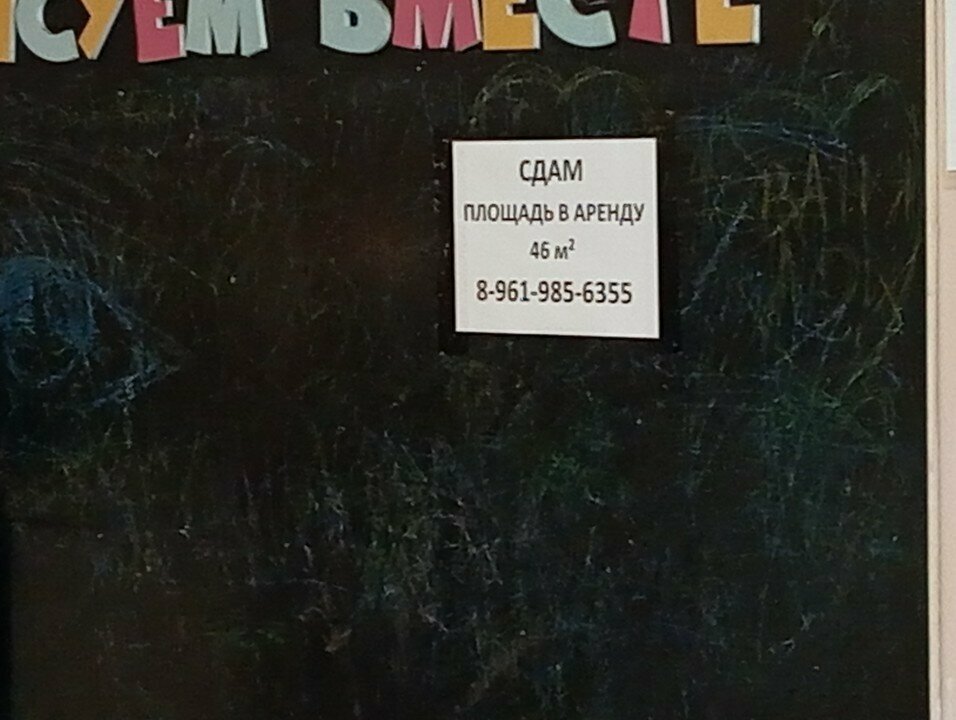 СУЕМ ВМЕСТЕ
СДАМ
ПЛОЩАДЬ В АРЕНДУ
46 м²
8-961-985-6355